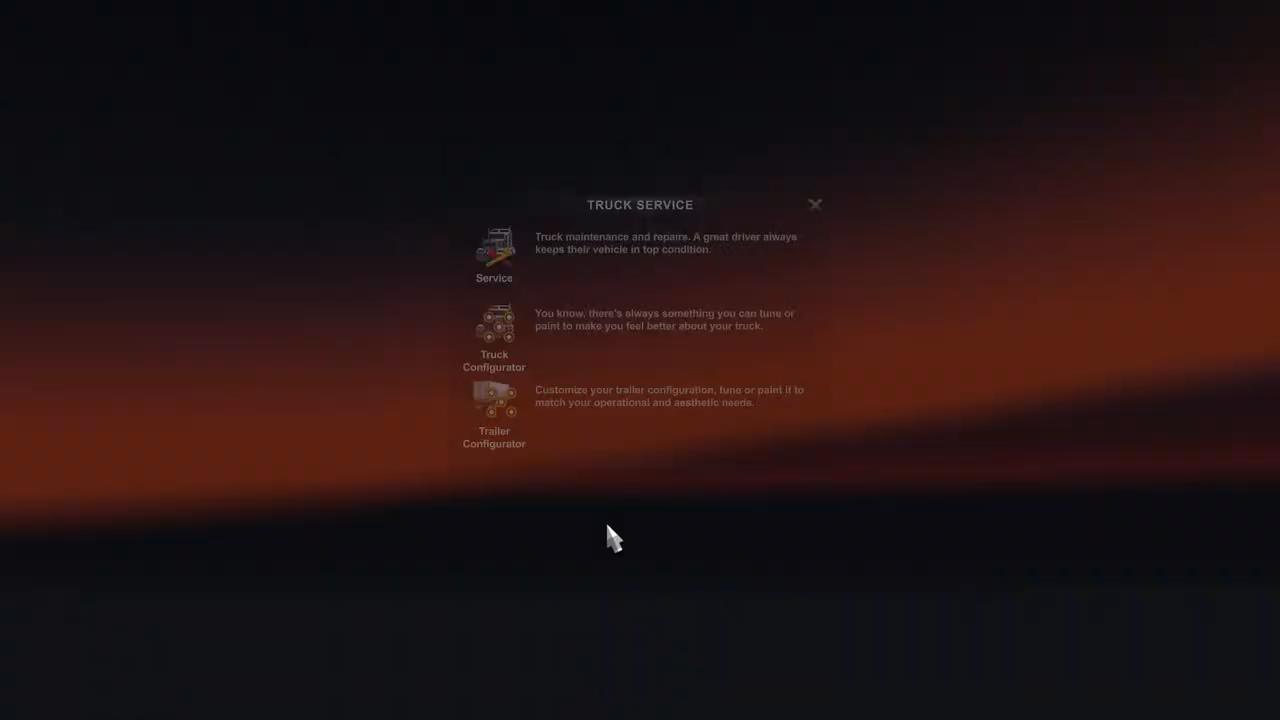 TRUCK SERVICE
Truck maintenance and repairs. A great driver always
keeps their vehicle in top condition.
Service
You know, there's always something you can tune or
paint to make you feel better about your truck.
Truck
Configurator
Customize your trailer configuration, tune or paint it to
match your operational and aesthetic needs.
Trailer
Configurator